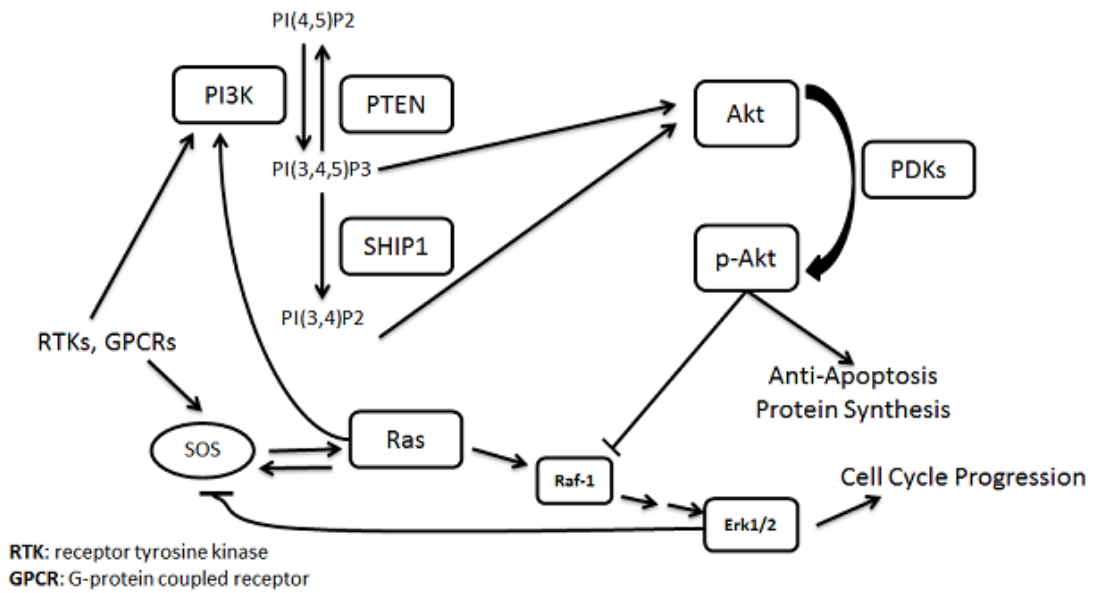 PI(4,5)P2
PI3K
PTEN
Akt
PI(3,4,5)P3
PDKs
SHIP1
p-Akt
PI(3,4)P2
RTKs, GPCRs
Anti-Apoptosis
Protein Synthesis
Ras
SOS
Raf-1
Cell Cycle Progression
Erk1/2
RTK: receptor tyrosine kinase
GPCR: G-protein coupled receptor